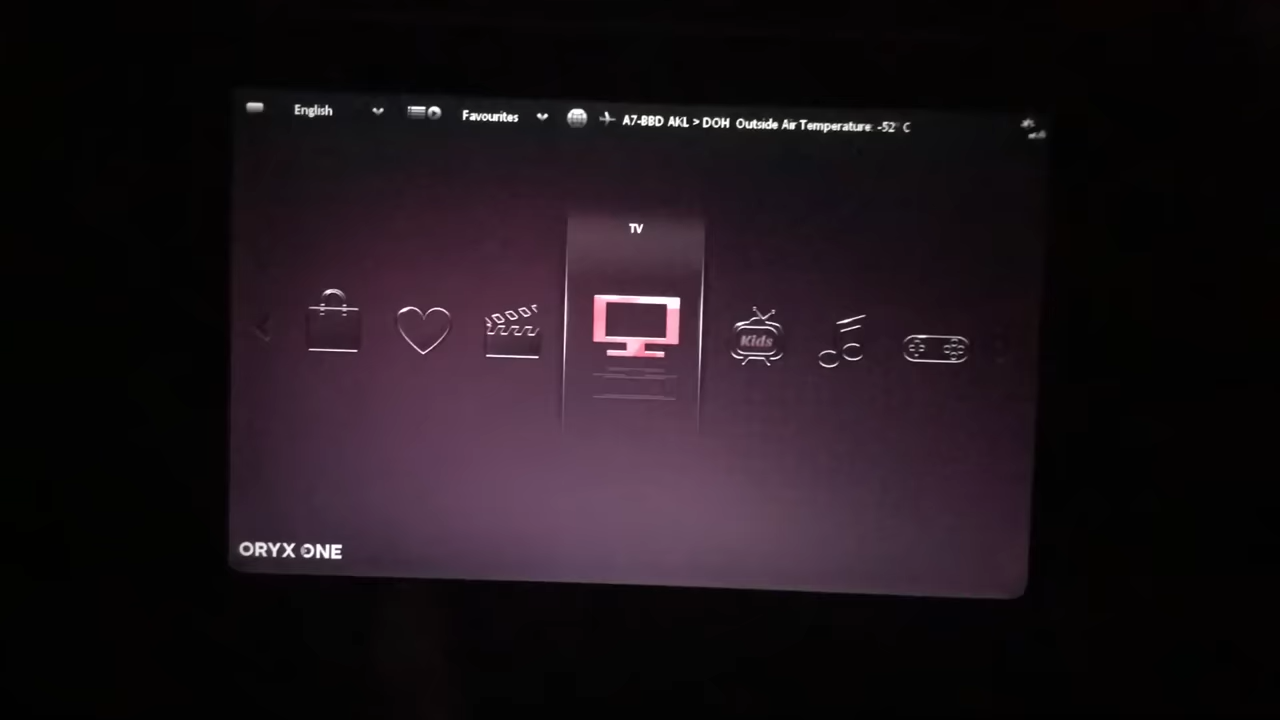 English
Favourites
A7-BBD AKL > DOH Outside Air Temperature: -52° C
TV
Kids
ORYX ONE